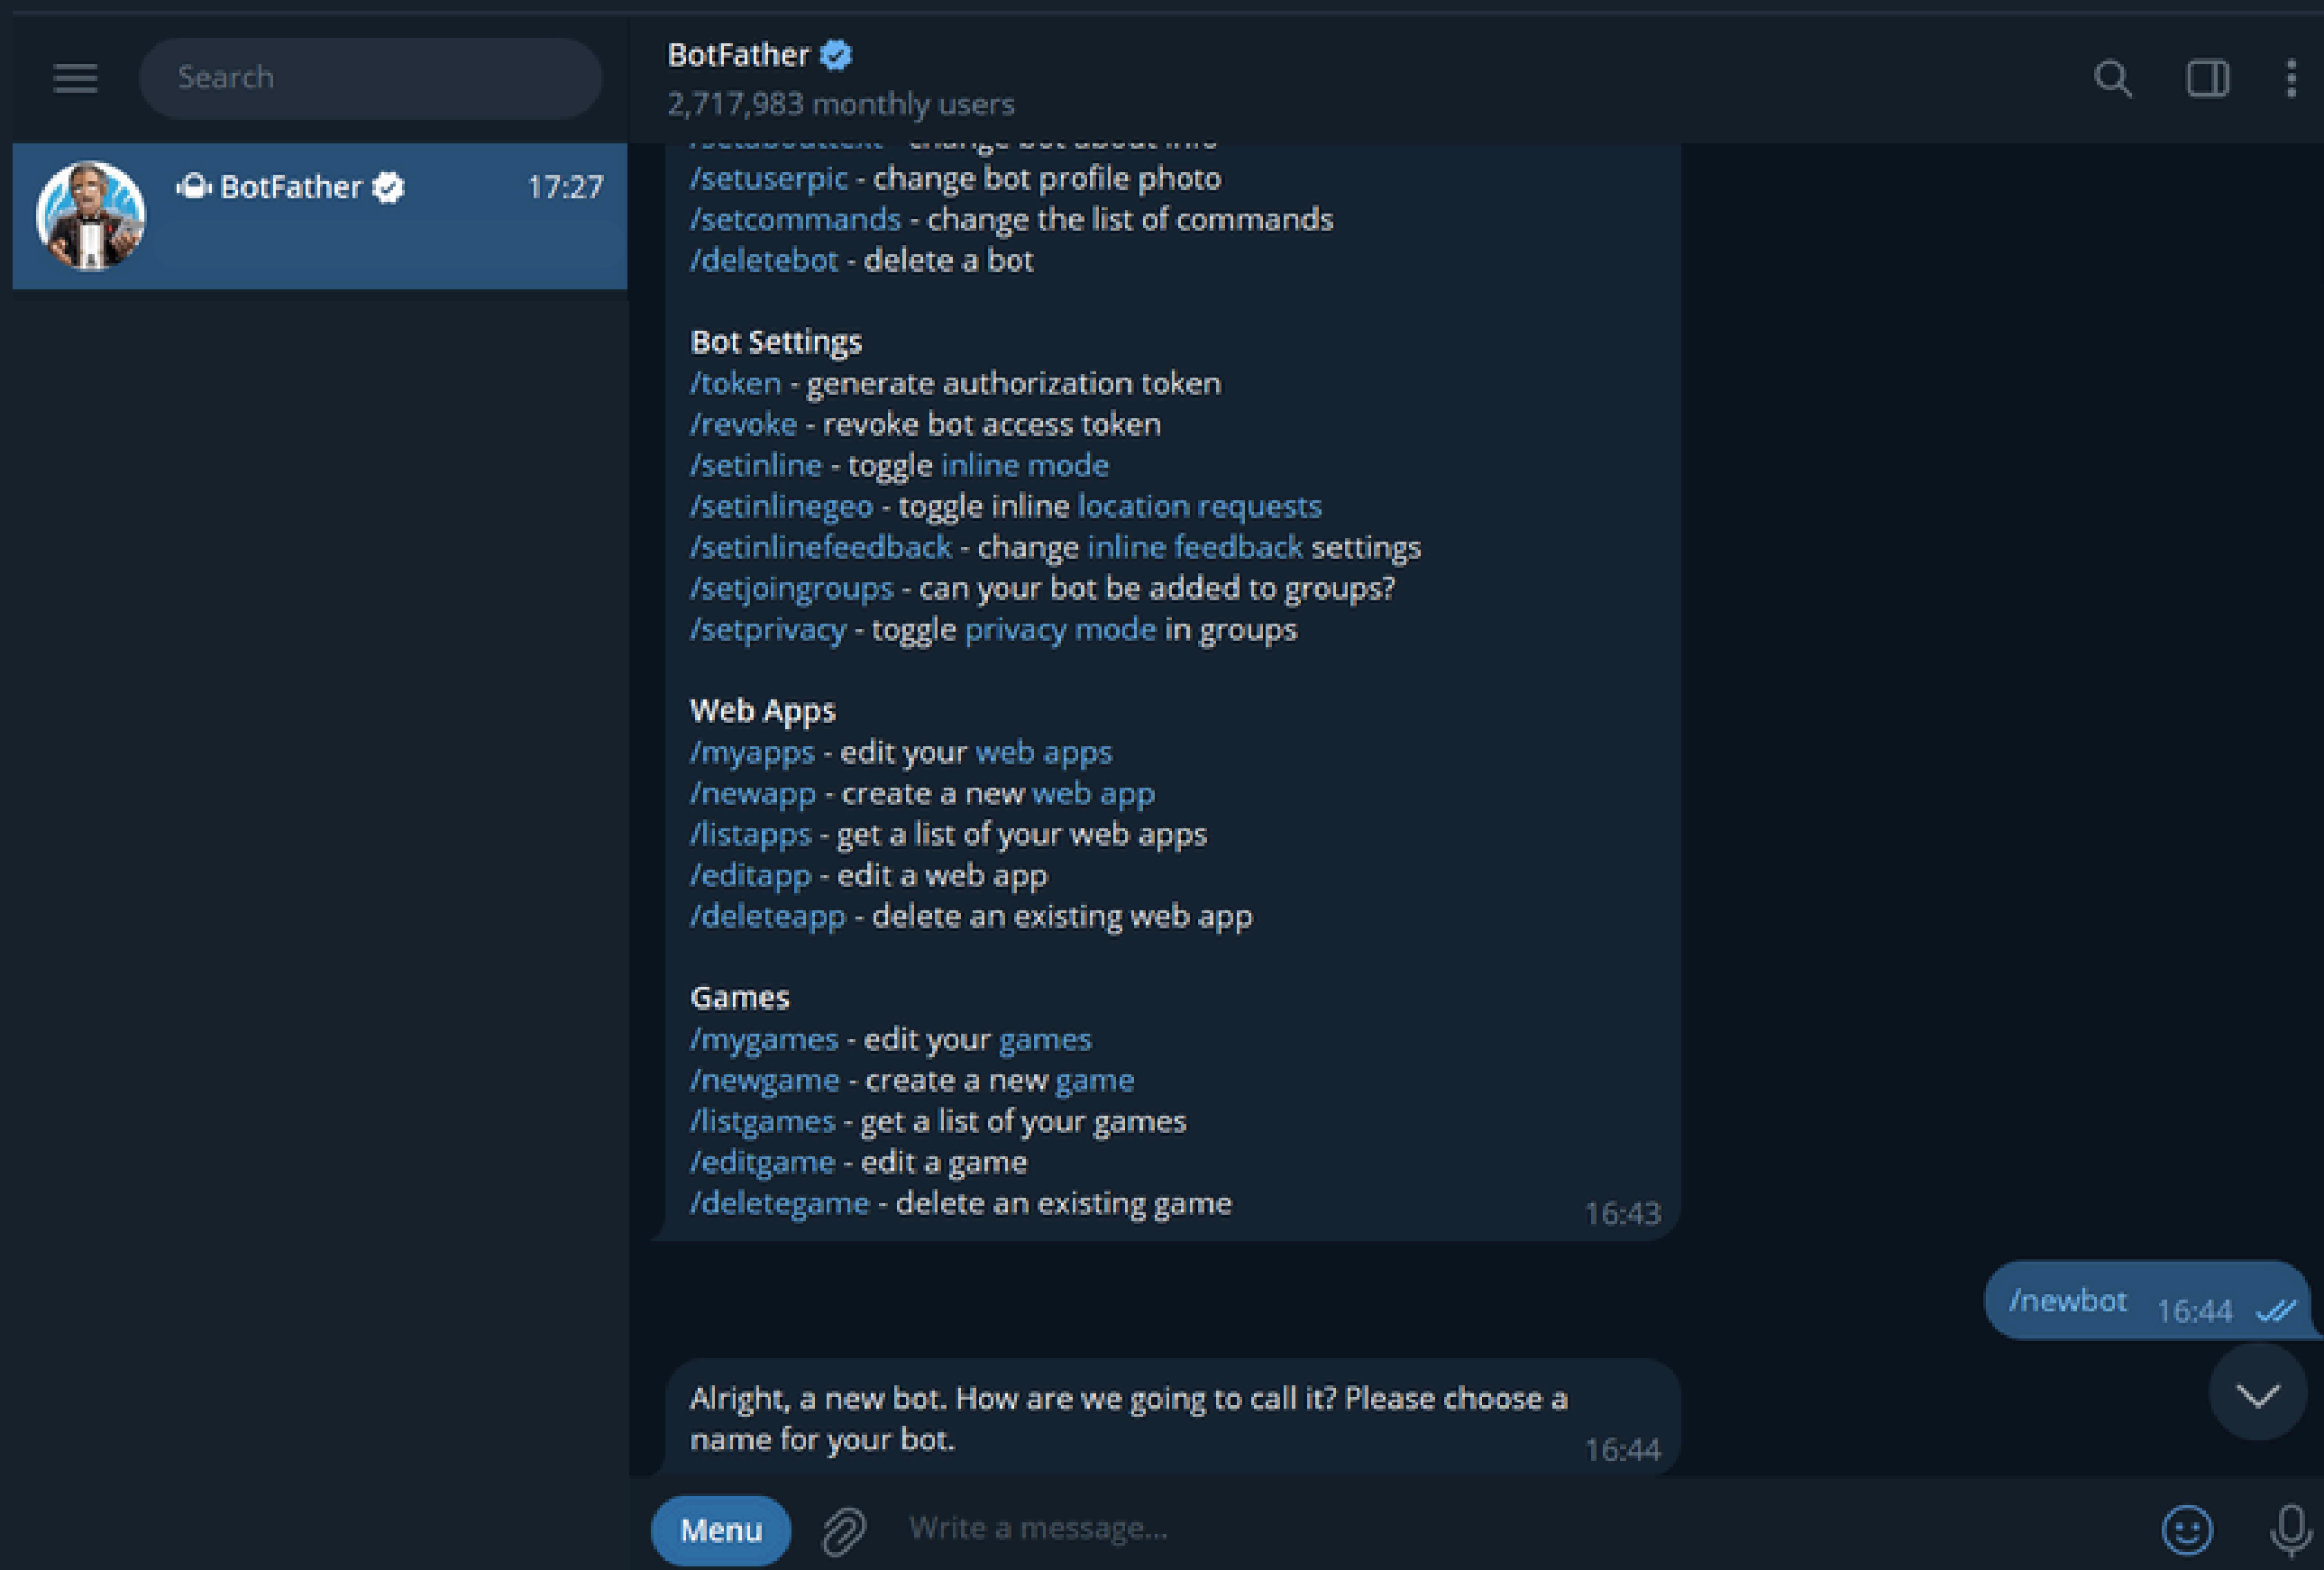 Search
BotFather
17:27
BotFather
2,717,983 monthly users
/setabouttext - change bot about info
/setuserpic - change bot profile photo
/setcommands - change the list of commands
/deletebot - delete a bot
Bot Settings
/token - generate authorization token
/revoke - revoke bot access token
/setinline - toggle inline mode
/setinlinegeo - toggle inline location requests
/setinlinefeedback - change inline feedback settings
/setjoingroups - can your bot be added to groups?
/setprivacy - toggle privacy mode in groups
Web Apps
/myapps - edit your web apps
/newapp - create a new web app
/listapps - get a list of your web apps
/editapp - edit a web app
/deleteapp - delete an existing web app
Games
/mygames - edit your games
/newgame - create a new game
/listgames - get a list of your games
/editgame - edit a game
/deletegame - delete an existing game
16:43
/newbot 16:44
Alright, a new bot. How are we going to call it? Please choose a
name for your bot.
16:44
Menu
Write a message...